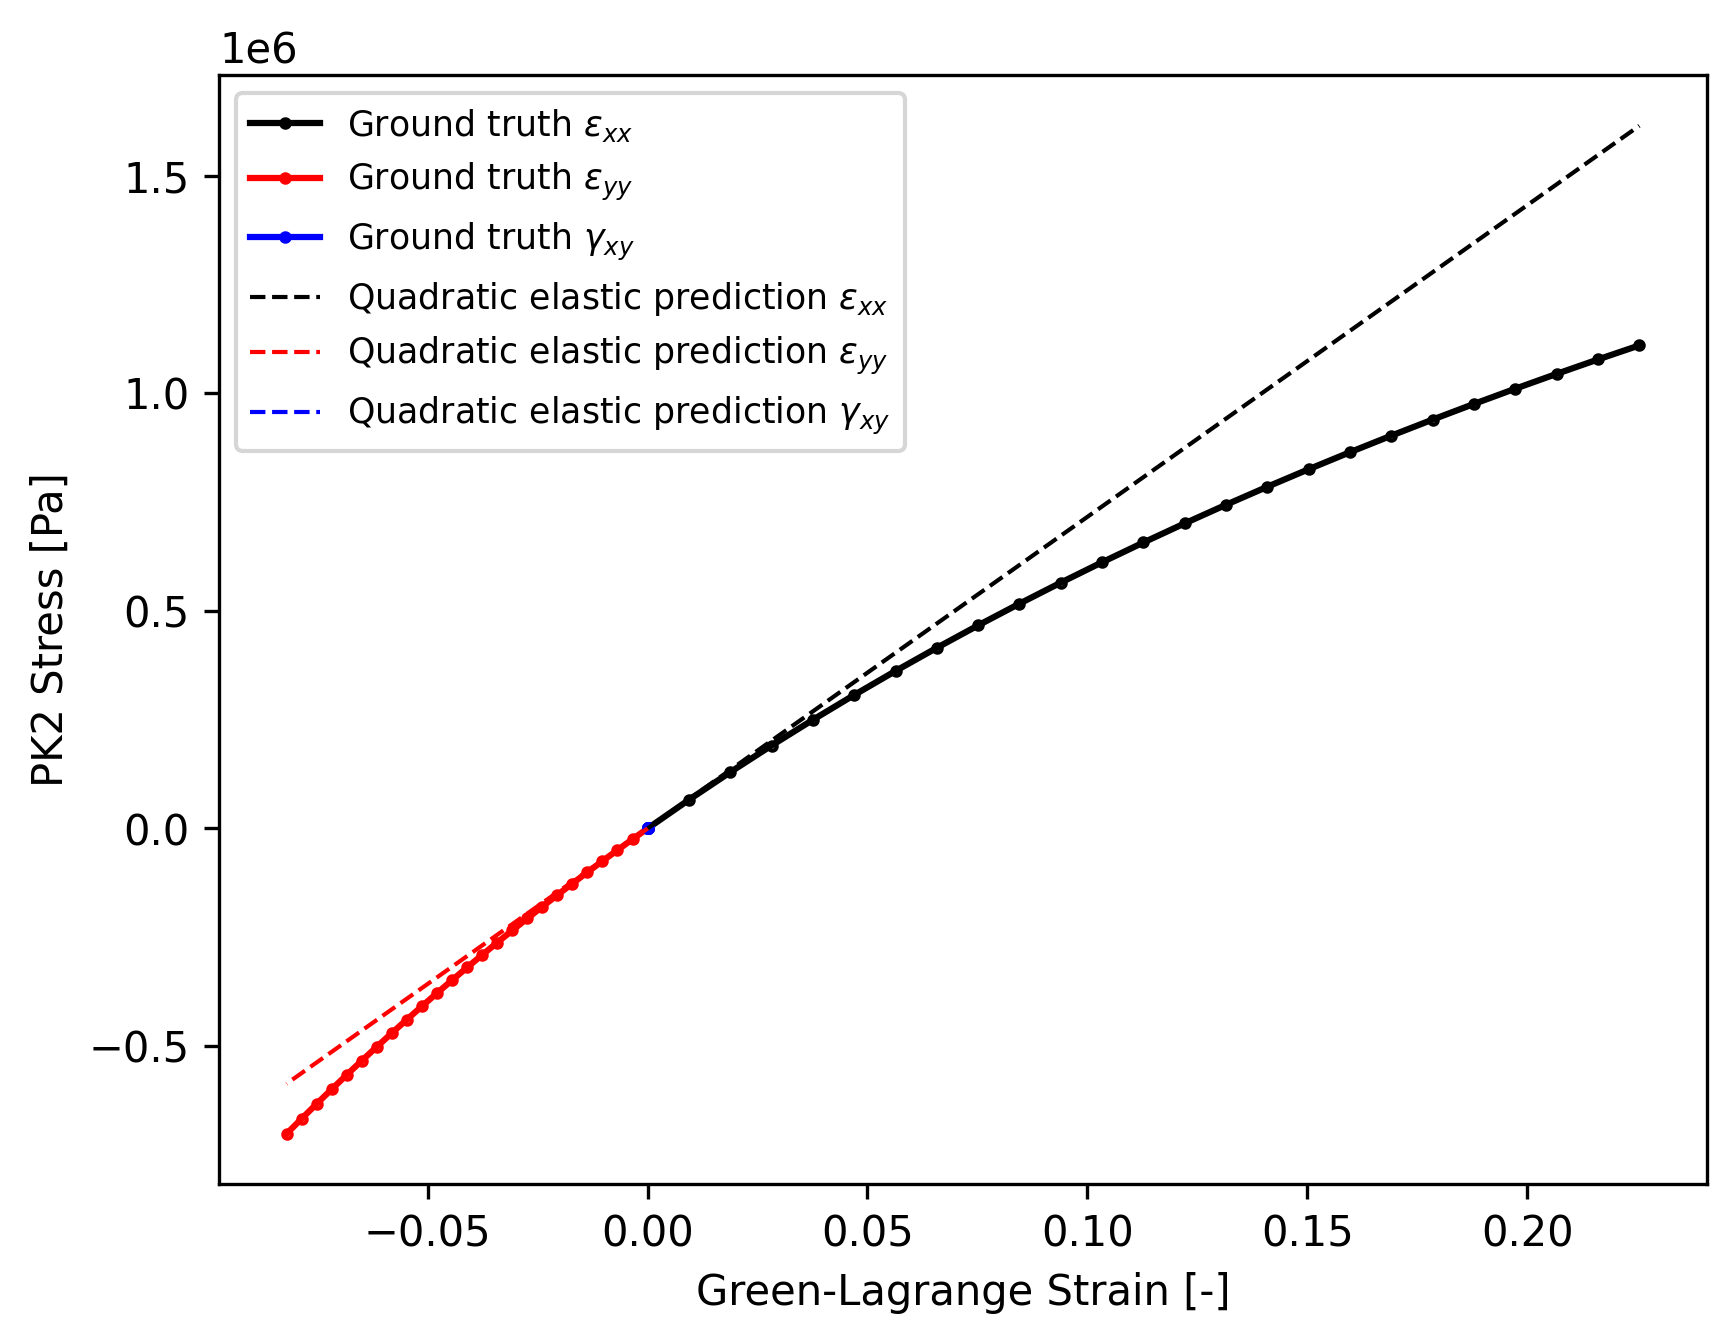 1e6
Ground truth εxx
Ground truth εyy
Ground truth γxy
Quadratic elastic prediction εxx
Quadratic elastic prediction εyy
Quadratic elastic prediction γxy
1.5
1.0
0.5
0.0
−0.5
PK2 Stress [Pa]
−0.05 0.00 0.05 0.10 0.15 0.20
Green-Lagrange Strain [-]